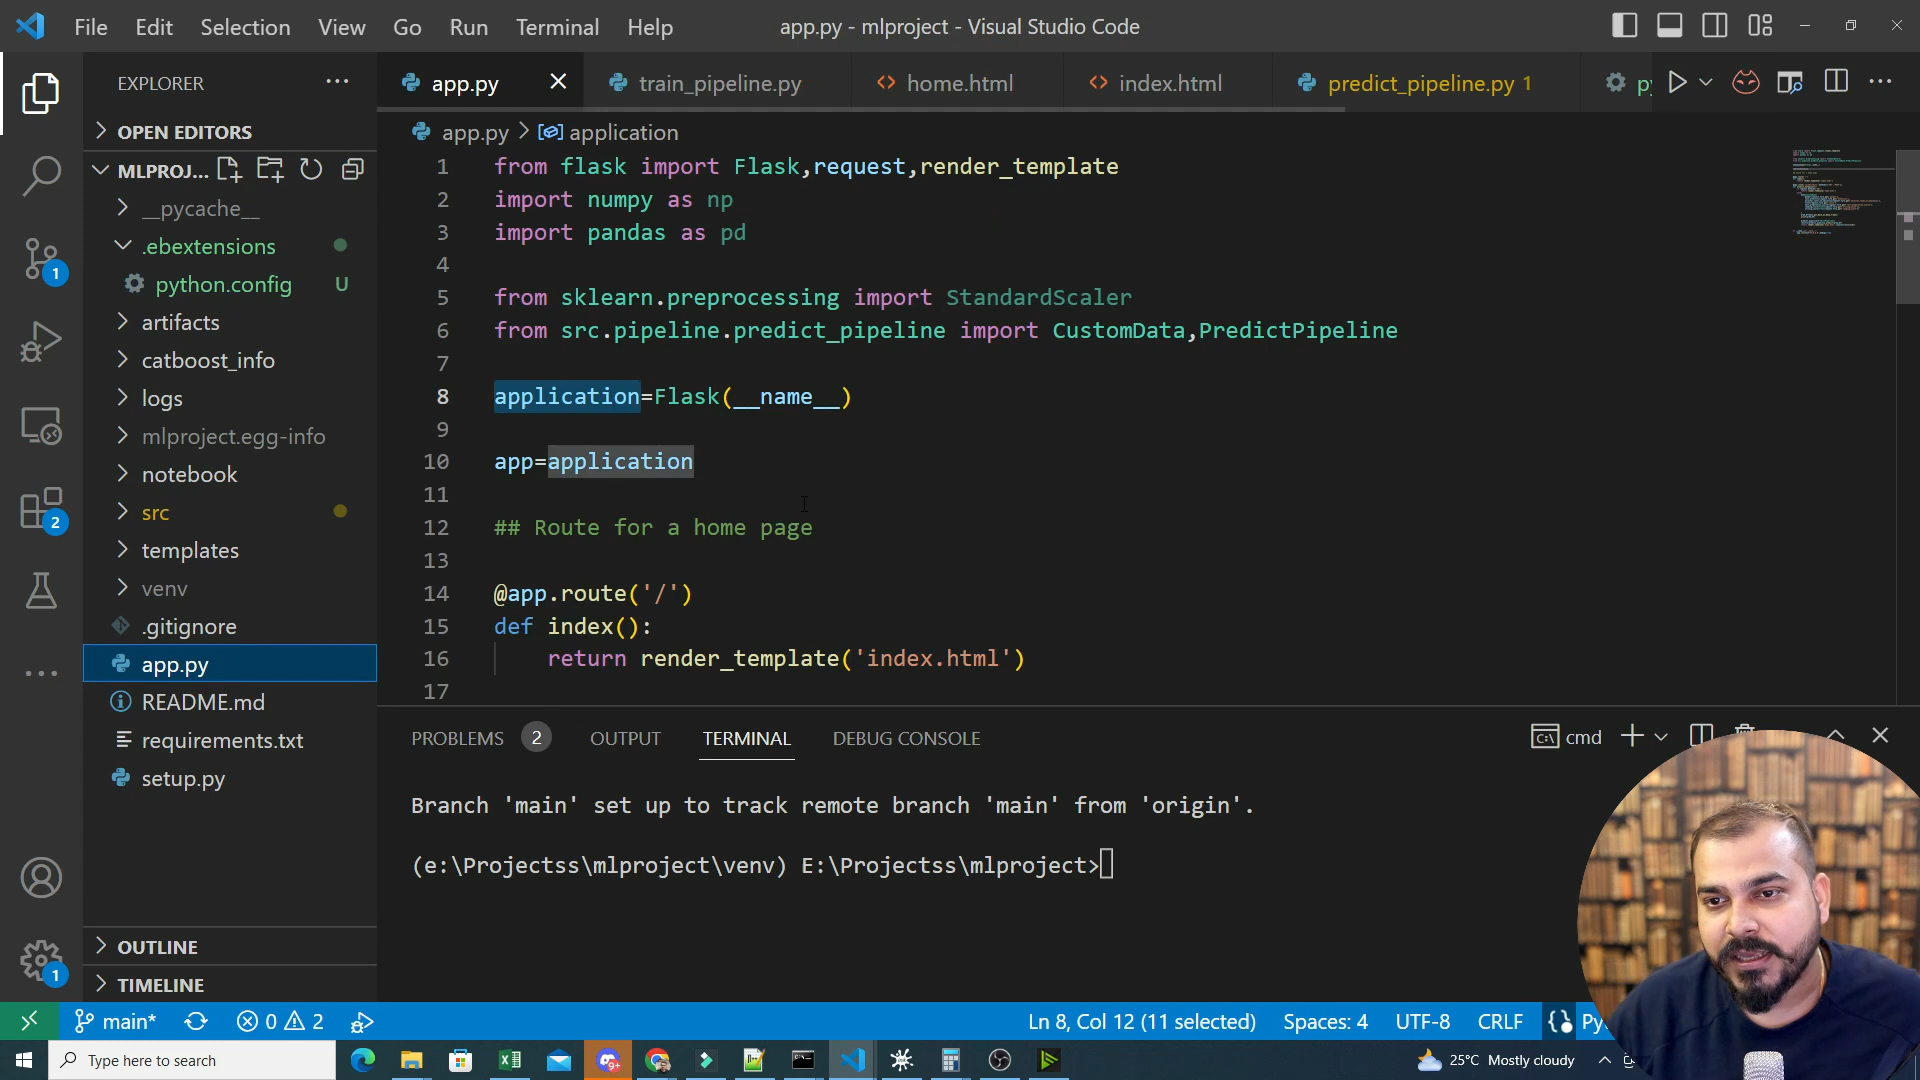 File Edit Selection View Go Run Terminal Help app.py - mlproject - Visual Studio Code
EXPLORER
app.py train_pipeline.py home.html index.html predict_pipeline.py 1
OPEN EDITORS
app.py application
MLPROJ...
__pycache__
.ebextensions
python.config U
artifacts
catboost_info
logs
mlproject.egg-info
notebook
src
templates
venv
.gitignore
app.py
README.md
requirements.txt
setup.py
OUTLINE
TIMELINE
1
2
1
1 from flask import Flask,request,render_template
2 import numpy as np
3 import pandas as pd
4
5 from sklearn.preprocessing import StandardScaler
6 from src.pipeline.predict_pipeline import CustomData,PredictPipeline
7
8 application=Flask(__name__)
9
10 app=application
11
12 ## Route for a home page
13
14 @app.route('/')
15 def index():
16 return render_template('index.html')
17
PROBLEMS 2 OUTPUT TERMINAL DEBUG CONSOLE
cmd
Branch 'main' set up to track remote branch 'main' from 'origin'.
(e:\Projectss\mlproject\venv) E:\Projectss\mlproject>
main* 0 2 Ln 8, Col 12 (11 selected) Spaces: 4 UTF-8 CRLF
Type here to search
25°C Mostly cloudy